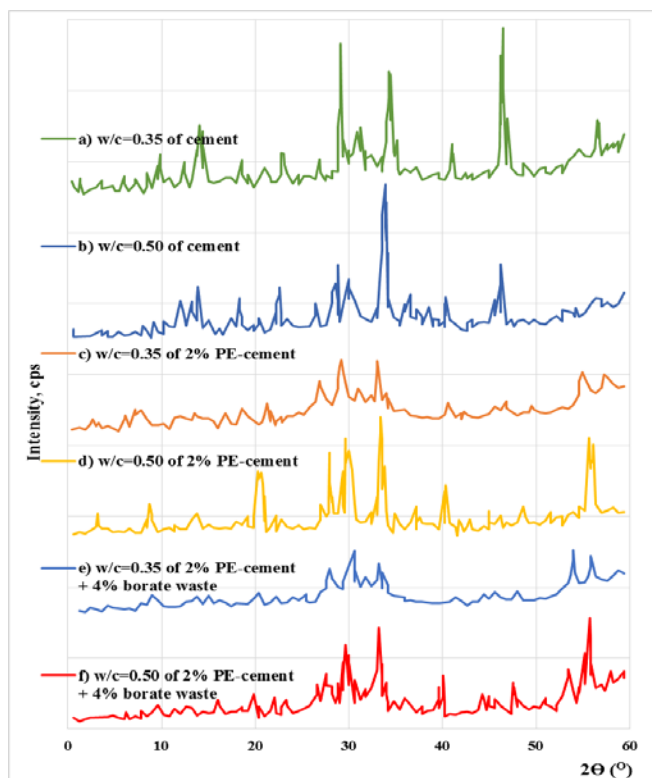 a) w/c=0.35 of cement
b) w/c=0.50 of cement
c) w/c=0.35 of 2% PE-cement
Intensity, cps
d) w/c=0.50 of 2% PE-cement
e) w/c=0.35 of 2% PE-cement
+ 4% borate waste
f) w/c=0.50 of 2% PE-cement
+ 4% borate waste
0 10 20 30 40 50 60
2Θ (O)